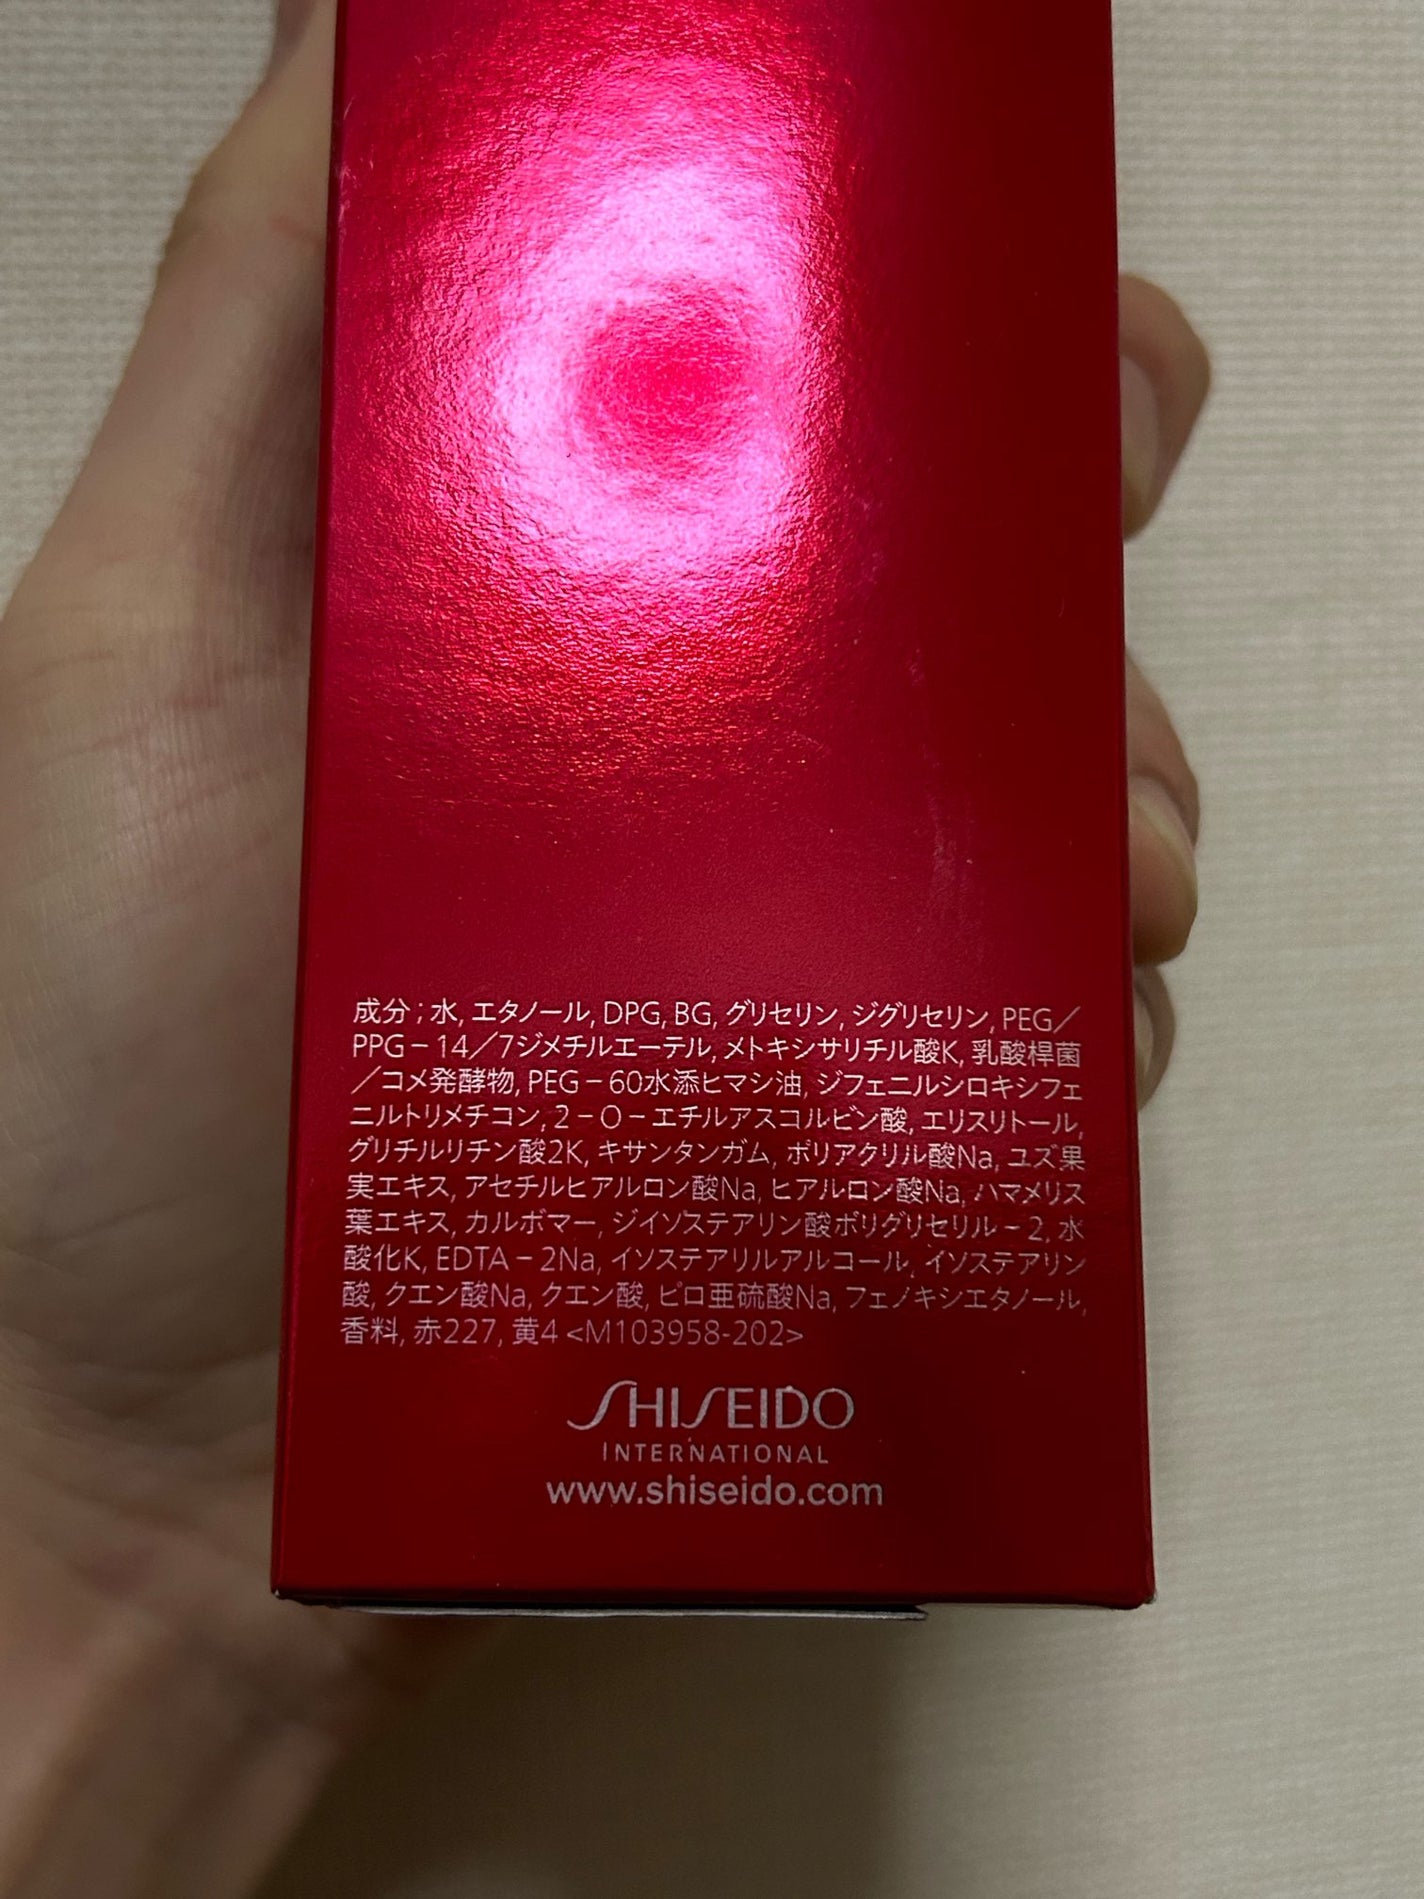 成分 ; 水, エタノール, DPG, BG, グリセリン, ジグリセリン, PEG／
PPG－14／7ジメチルエーテル, メトキシサリチル酸K, 乳酸桿菌
／コメ発酵物, PEG－60水添ヒマシ油, ジフェニルシロキシフェ
ニルトリメチコン, 2－O－エチルアスコルビン酸, エリスリトール,
グリチルリチン酸2K, キサンタンガム, ポリアクリル酸Na, ユズ果
実エキス, アセチルヒアルロン酸Na, ヒアルロン酸Na, ハマメリス
葉エキス, カルボマー, ジイソステアリン酸ポリグリセリル－2, 水
酸化K, EDTA－2Na, イソステアリルアルコール, イソステアリン
酸, クエン酸Na, クエン酸, ピロ亜硫酸Na, フェノキシエタノール,
香料, 赤227, 黄4 <M103958-202>
SHISEIDO
INTERNATIONAL
www.shiseido.com